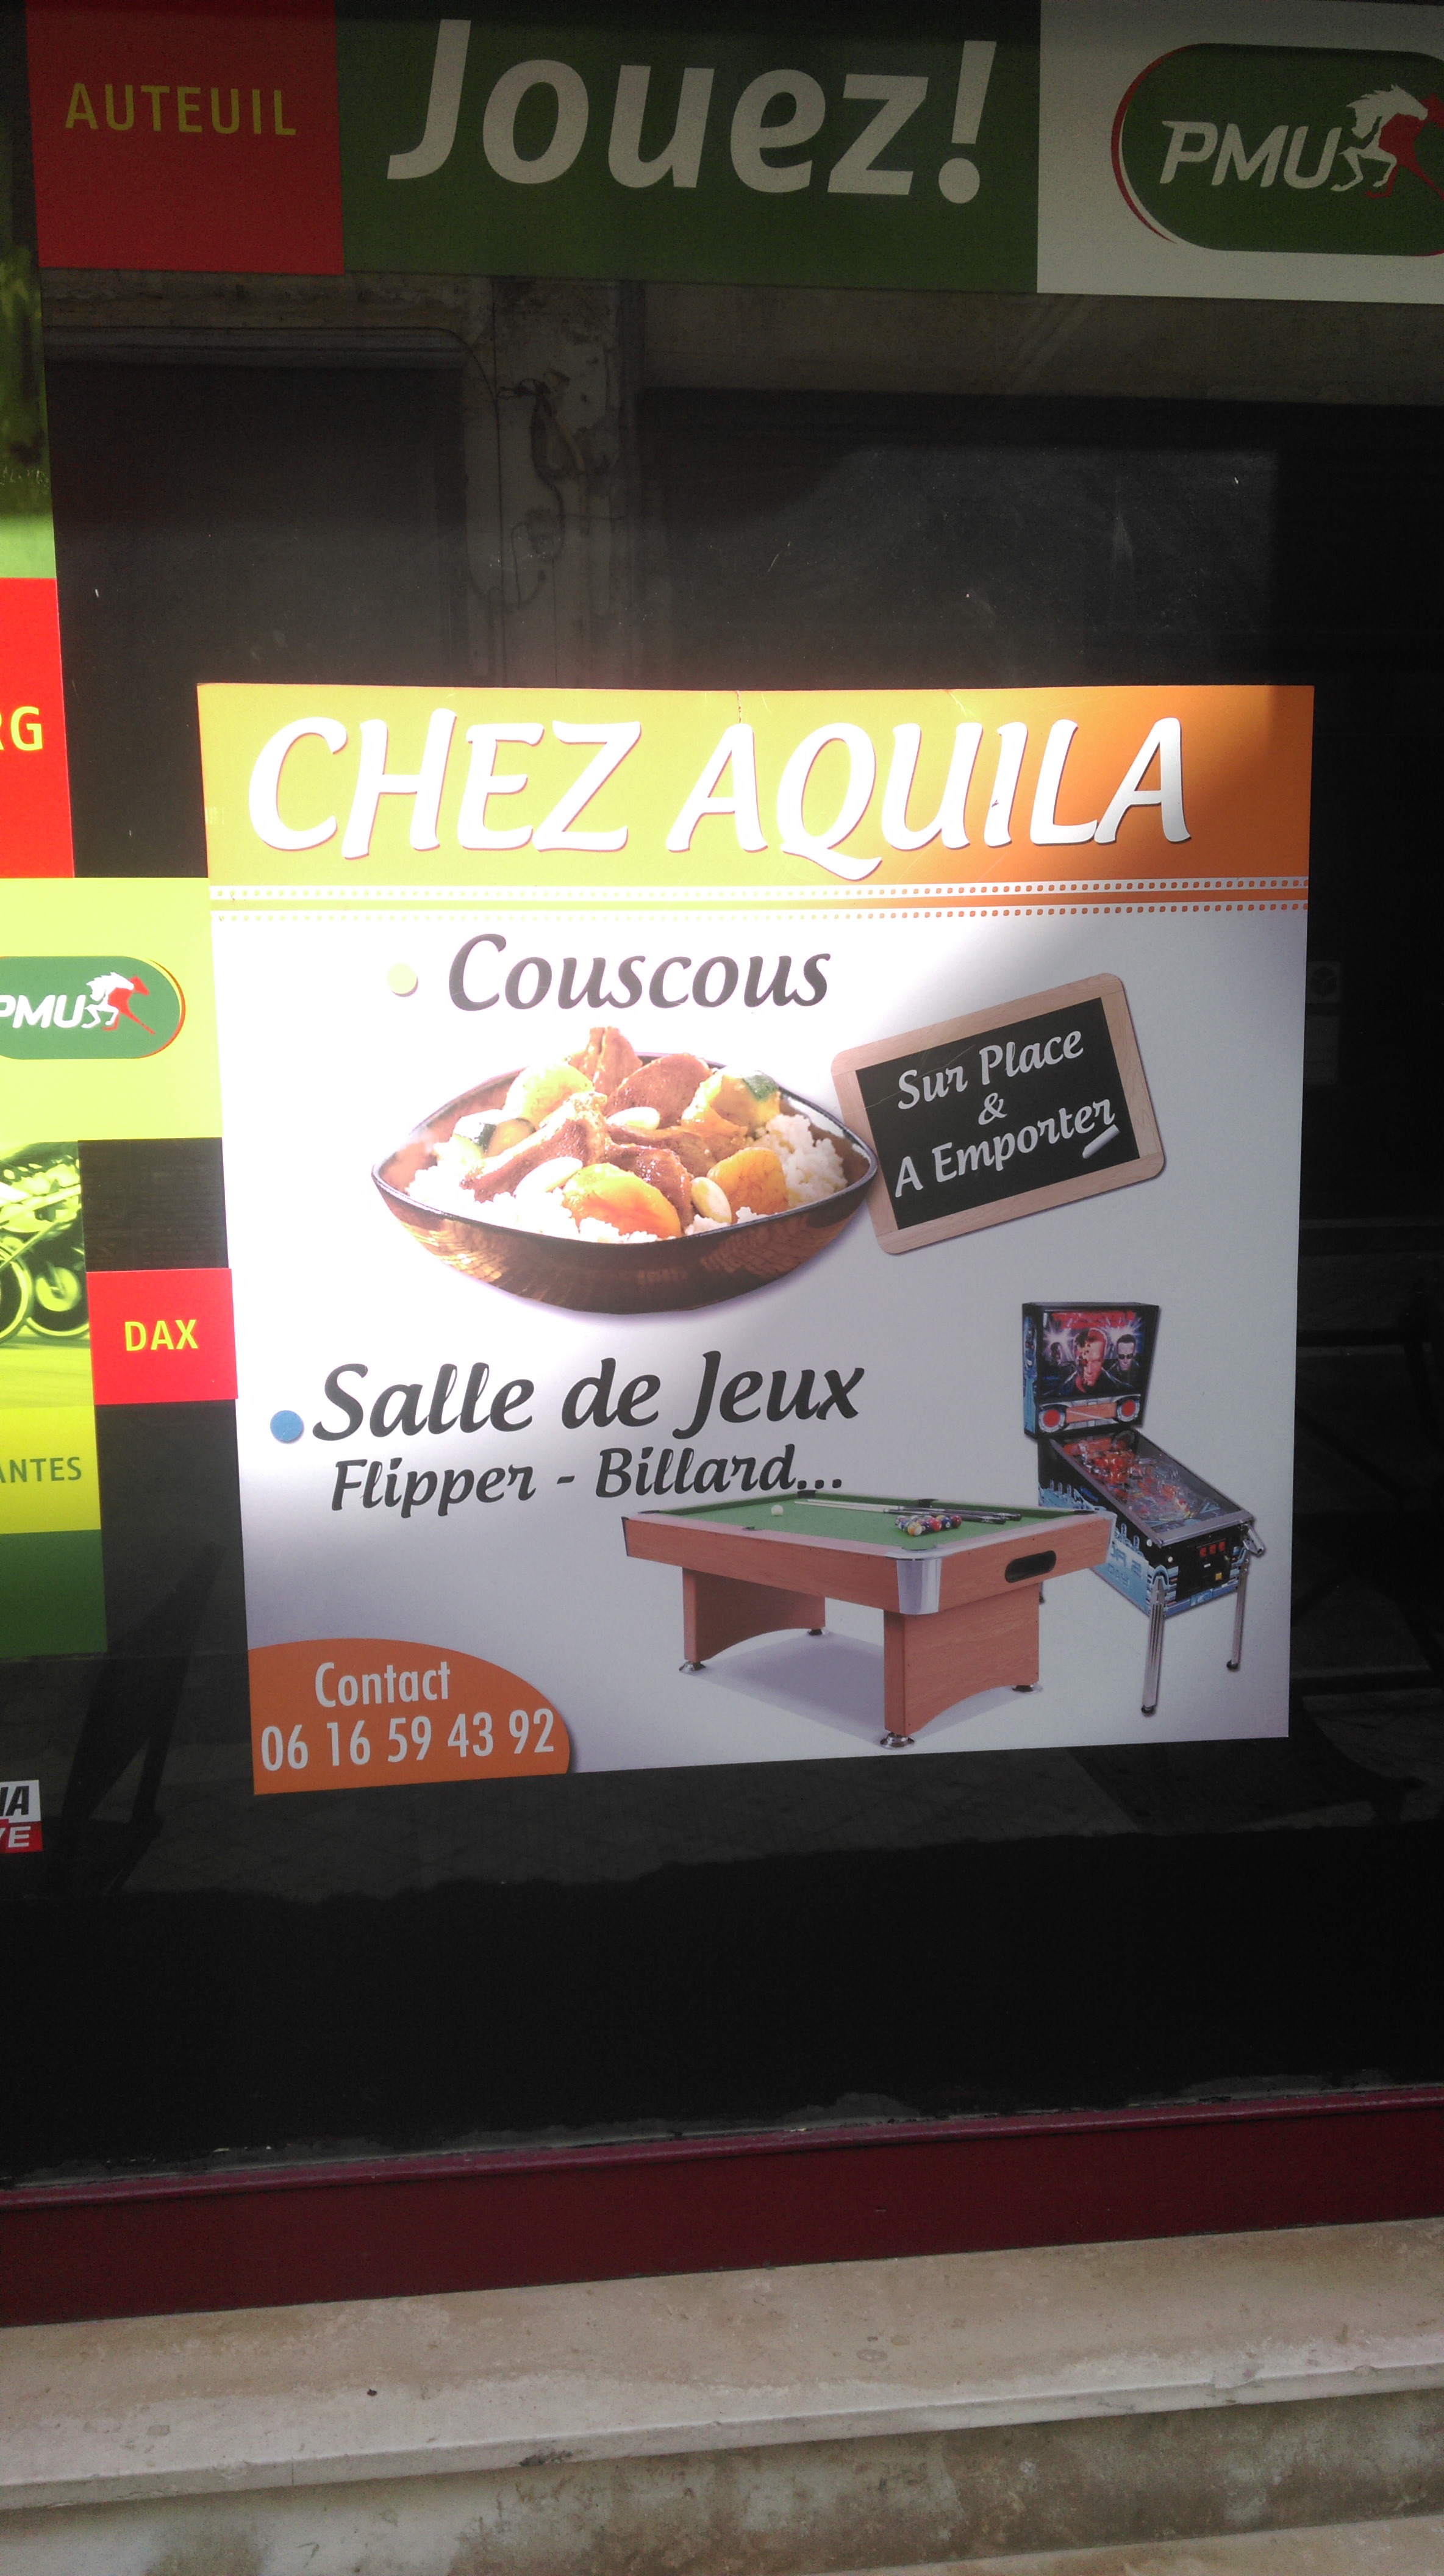 AUTEUIL
Jouez!
PMU
RG
CHEZ AQUILA
PMU
Couscous
Sur Place
&
A Emporter
DAX
Salle de Jeux
Flipper - Billard...
ANTES
Contact
06 16 59 43 92